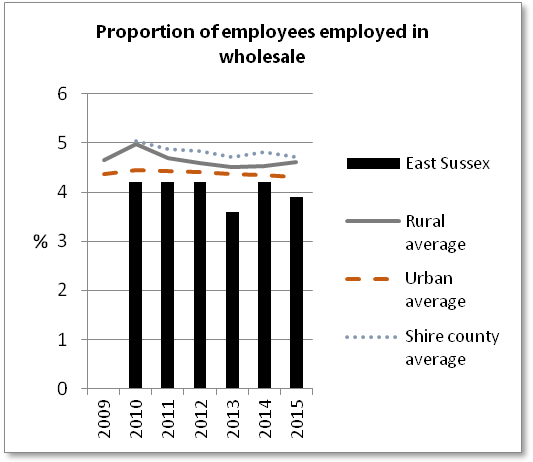 Proportion of employees employed in
wholesale
6
5
4
3
2
1
0
%
2009
2010
2011
2012
2013
2014
2015
East Sussex
Rural
average
Urban
average
Shire county
average